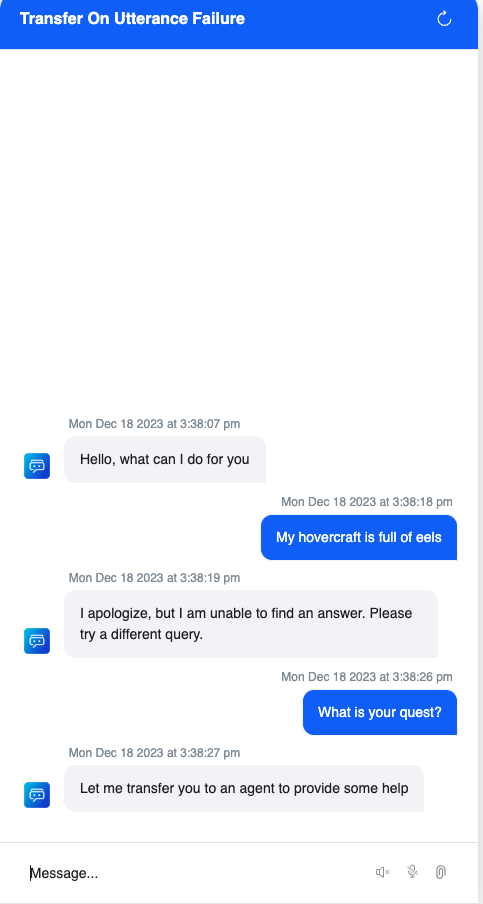 Transfer On Utterance Failure
Mon Dec 18 2023 at 3:38:07 pm
Hello, what can I do for you
Mon Dec 18 2023 at 3:38:18 pm
My hovercraft is full of eels
Mon Dec 18 2023 at 3:38:19 pm
I apologize, but I am unable to find an answer. Please
try a different query.
Mon Dec 18 2023 at 3:38:26 pm
What is your quest?
Mon Dec 18 2023 at 3:38:27 pm
Let me transfer you to an agent to provide some help
Message...